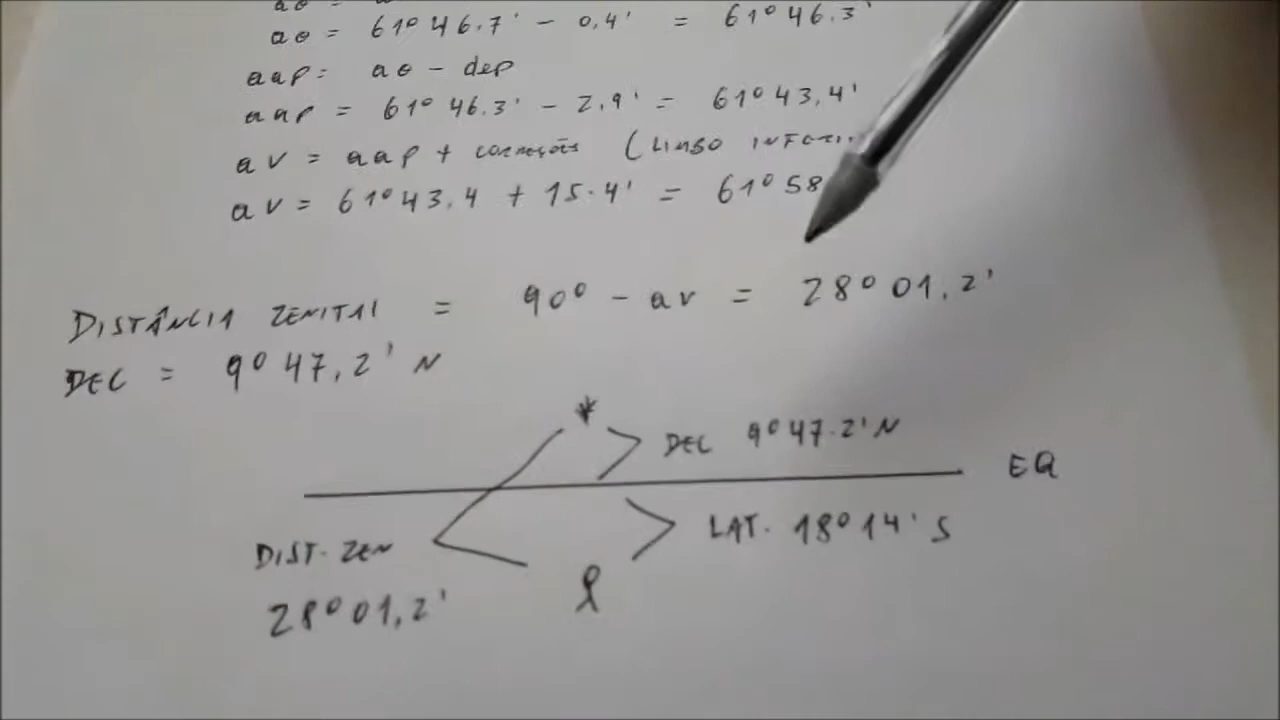 ao = 61° 46.7' - 0,4' = 61° 46.3'
aap = ao - dep
aap = 61° 46.3' - 2,9' = 61° 43,4'
av = aap + correções (LIMBO
av = 61° 43.4 + 15.4' = 61° 58
DISTÂNCIA ZENITAL = 90° - av = 28° 01,2'
DEC = 9° 47,2' N
*
DEC 9° 47.2' N
EQ
LAT. 18° 14' S
DIST. ZEN
28° 01,2'